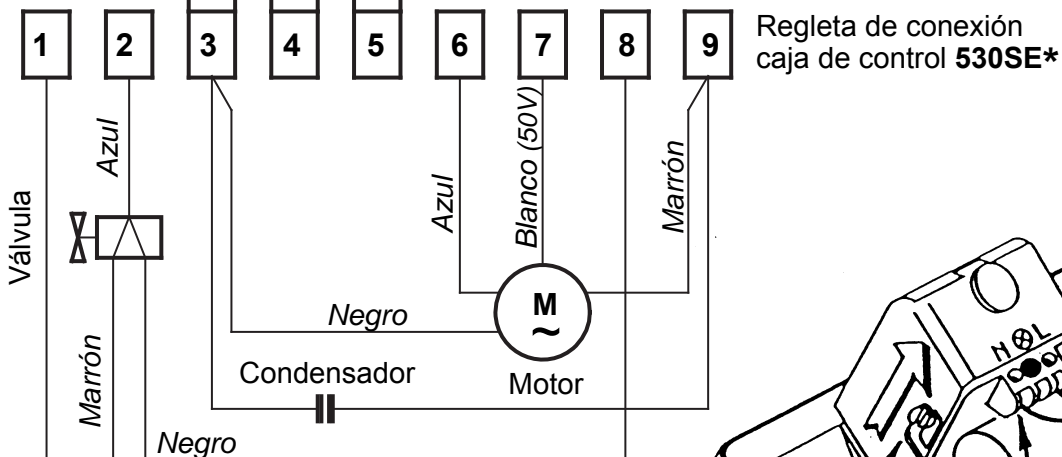 1 2 3 4 5 6 7 8 9
Regleta de conexión
caja de control 530SE*
Azul
Válvula
Azul
Blanco (50V)
Marrón
Negro
M
~
Condensador
Motor
Marrón
Negro
N L